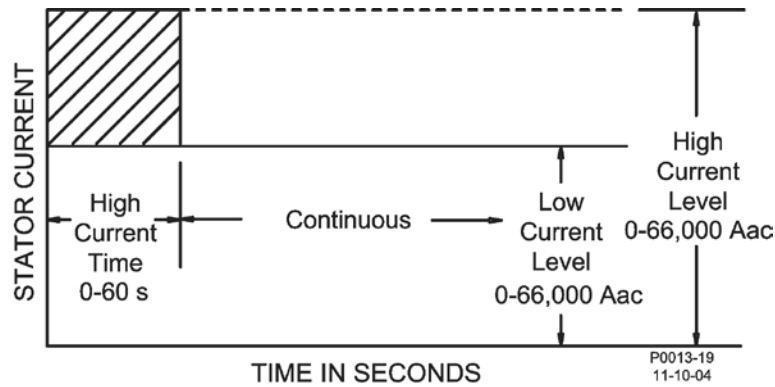 STATOR CURRENT
High
Current
Time
0-60 s
Continuous
Low
Current
Level
0-66,000 Aac
High
Current
Level
0-66,000 Aac
TIME IN SECONDS
P0013-19
11-10-04